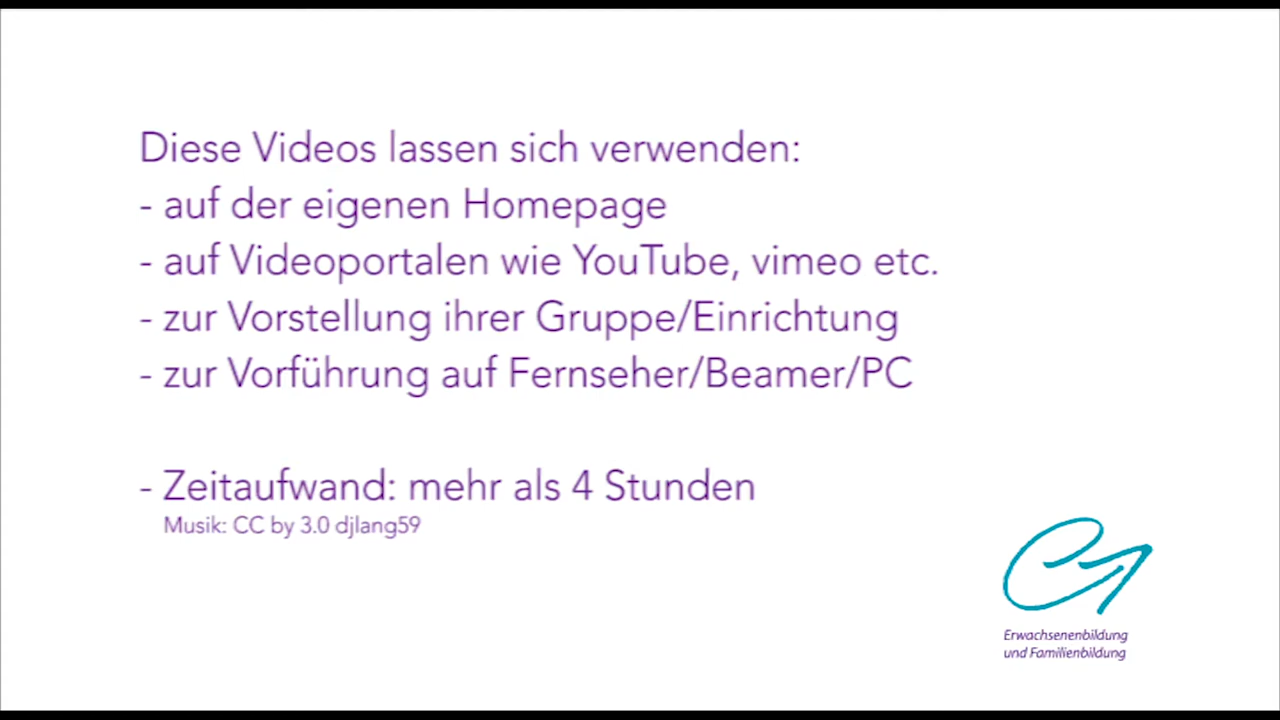 Diese Videos lassen sich verwenden:
- auf der eigenen Homepage
- auf Videoportalen wie YouTube, vimeo etc.
- zur Vorstellung ihrer Gruppe/Einrichtung
- zur Vorführung auf Fernseher/Beamer/PC
- Zeitaufwand: mehr als 4 Stunden
Musik: CC by 3.0 djlang59
Erwachsenenbildung
und Familienbildung